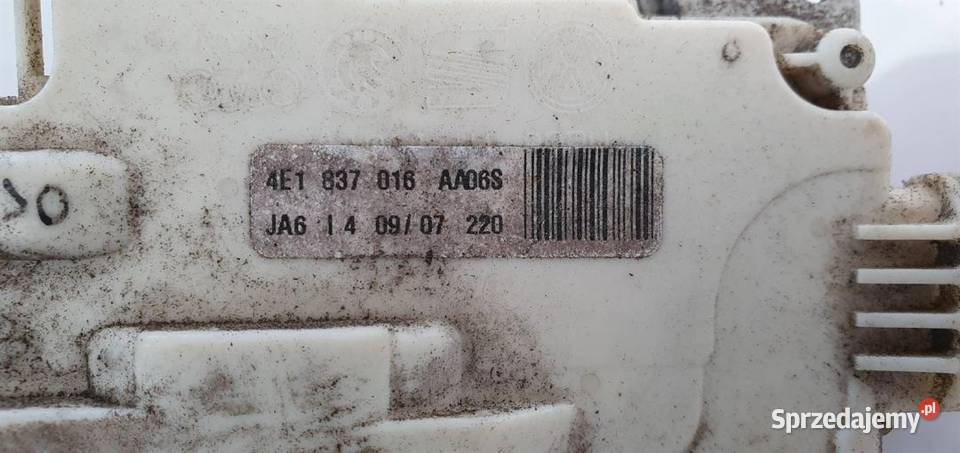 4E1 837 016 AA06S
JA6 I 4 09/07 220
Sprzedajemy.pl